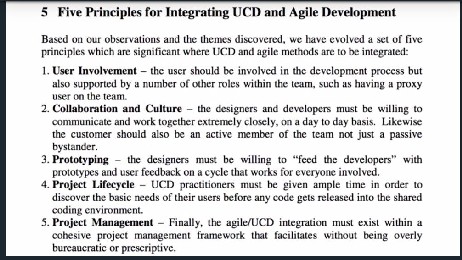 5 Five Principles for Integrating UCD and Agile Development
Based on our observations and the themes discovered, we have evolved a set of five
principles which are significant where UCD and agile methods are to be integrated:
1. User Involvement – the user should be involved in the development process but
also supported by a number of other roles within the team, such as having a proxy
user on the team.
2. Collaboration and Culture – the designers and developers must be willing to
communicate and work together extremely closely, on a day to day basis. Likewise
the customer should also be an active member of the team not just a passive
bystander.
3. Prototyping – the designers must be willing to “feed the developers” with
prototypes and user feedback on a cycle that works for everyone involved.
4. Project Lifecycle – UCD practitioners must be given ample time in order to
discover the basic needs of their users before any code gets released into the shared
coding environment.
5. Project Management – Finally, the agile/UCD integration must exist within a
cohesive project management framework that facilitates without being overly
bureaucratic or prescriptive.